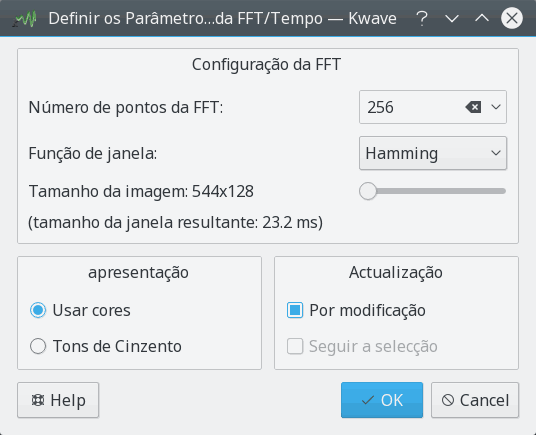 Definir os Parâmetro...da FFT/Tempo — Kwave
Configuração da FFT
Número de pontos da FFT: 256
Função de janela: Hamming
Tamanho da imagem: 544x128
(tamanho da janela resultante: 23.2 ms)
apresentação
Usar cores
Tons de Cinzento
Actualização
Por modificação
Seguir a selecção
Help OK Cancel